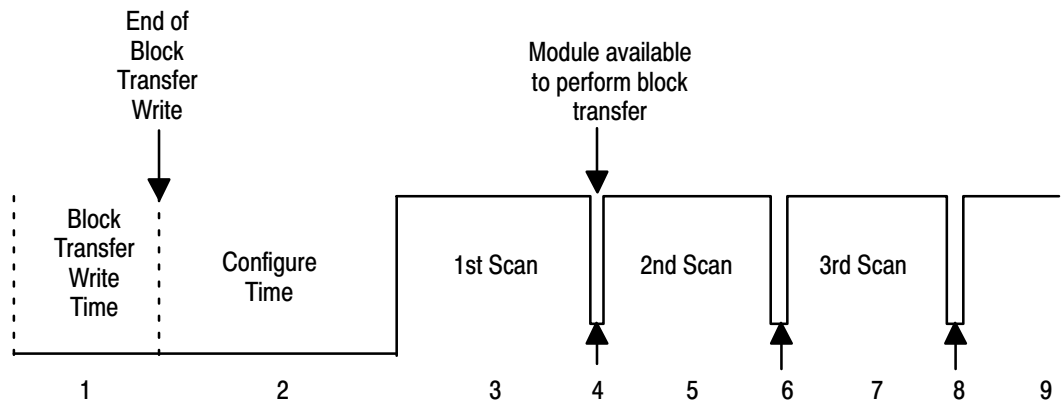 End of
Block
Transfer
Write
Module available
to perform block
transfer
Block
Transfer
Write
Time
Configure
Time
1st Scan
2nd Scan
3rd Scan
1 2 3 4 5 6 7 8 9